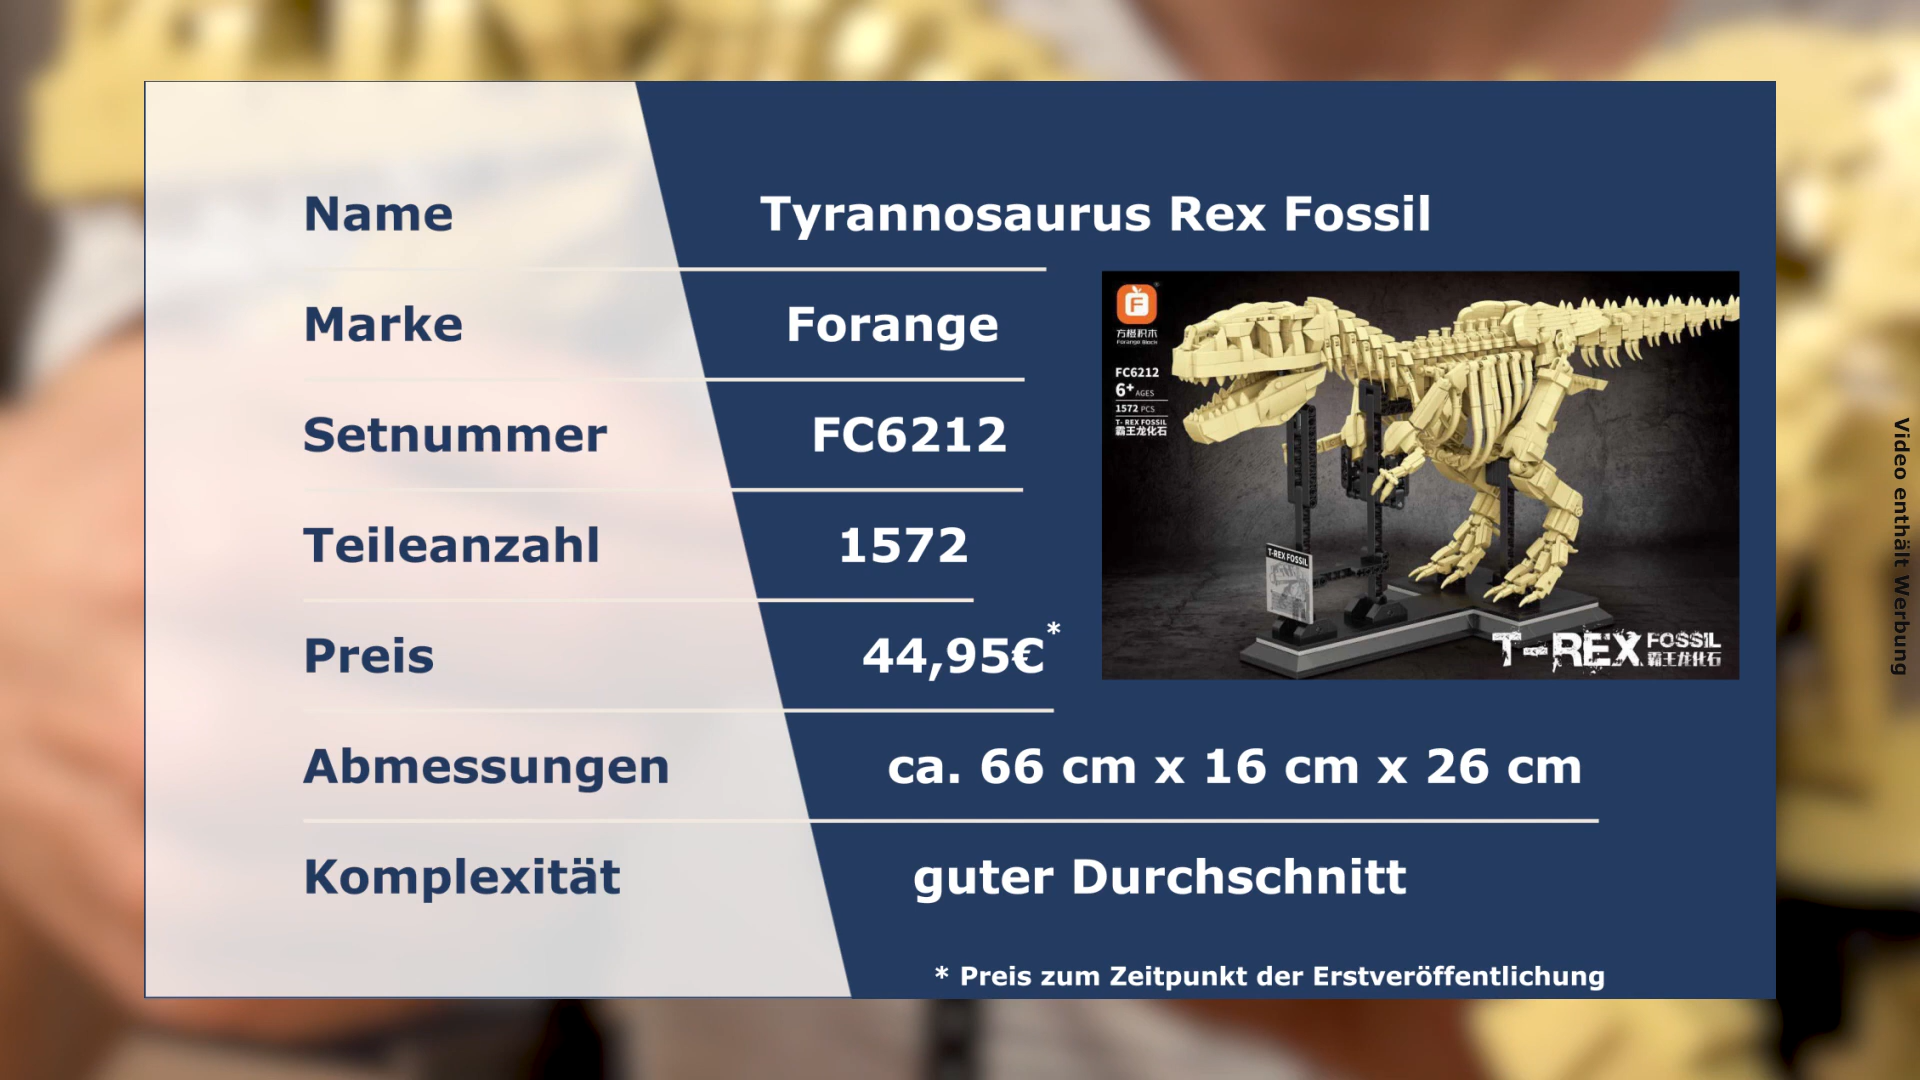 Name
Tyrannosaurus Rex Fossil
Marke
Forange
Setnummer
FC6212
Teileanzahl
1572
Preis
44,95€*
Abmessungen
ca. 66 cm x 16 cm x 26 cm
Komplexität
guter Durchschnitt
* Preis zum Zeitpunkt der Erstveröffentlichung
F
方橙积木
Forange Block
FC6212
6+ AGES
1572 PCS
T- REX FOSSIL
霸王龙化石
T-REX FOSSIL
T-REX FOSSIL
霸王龙化石
Video enthält Werbung